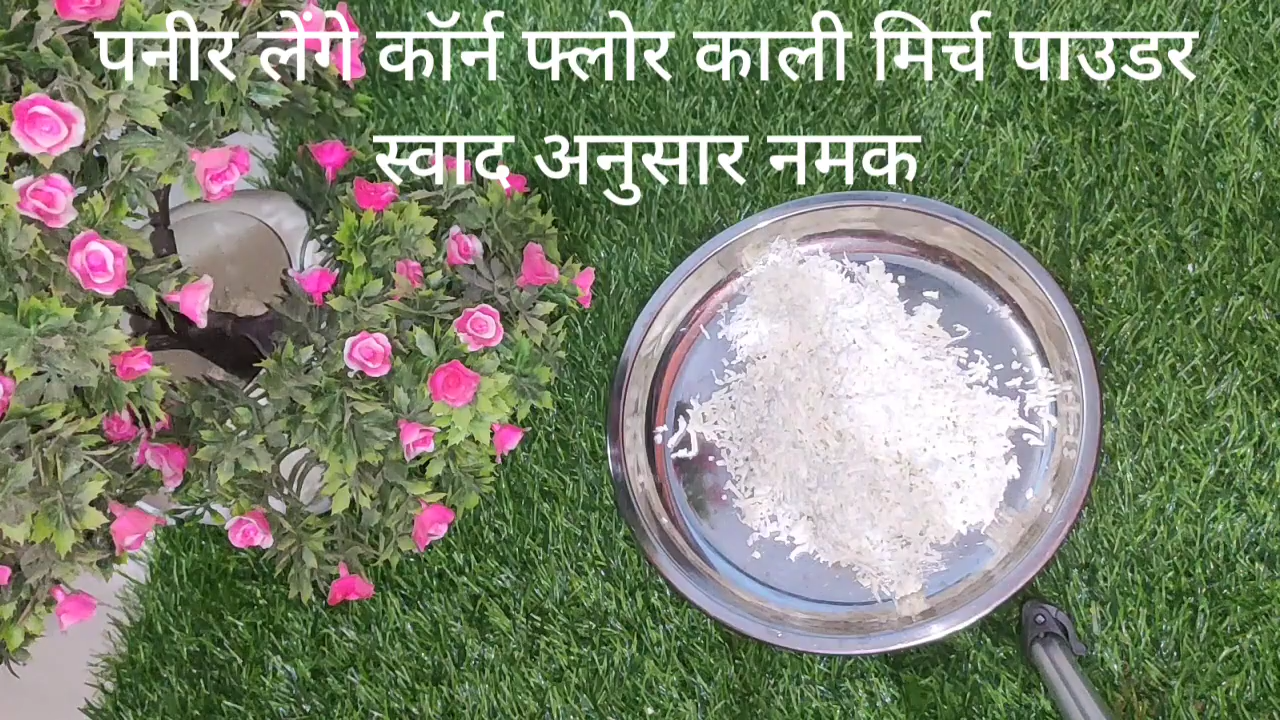 पनीर लेंगे कॉर्न फ्लोर काली मिर्च पाउडर
स्वाद अनुसार नमक